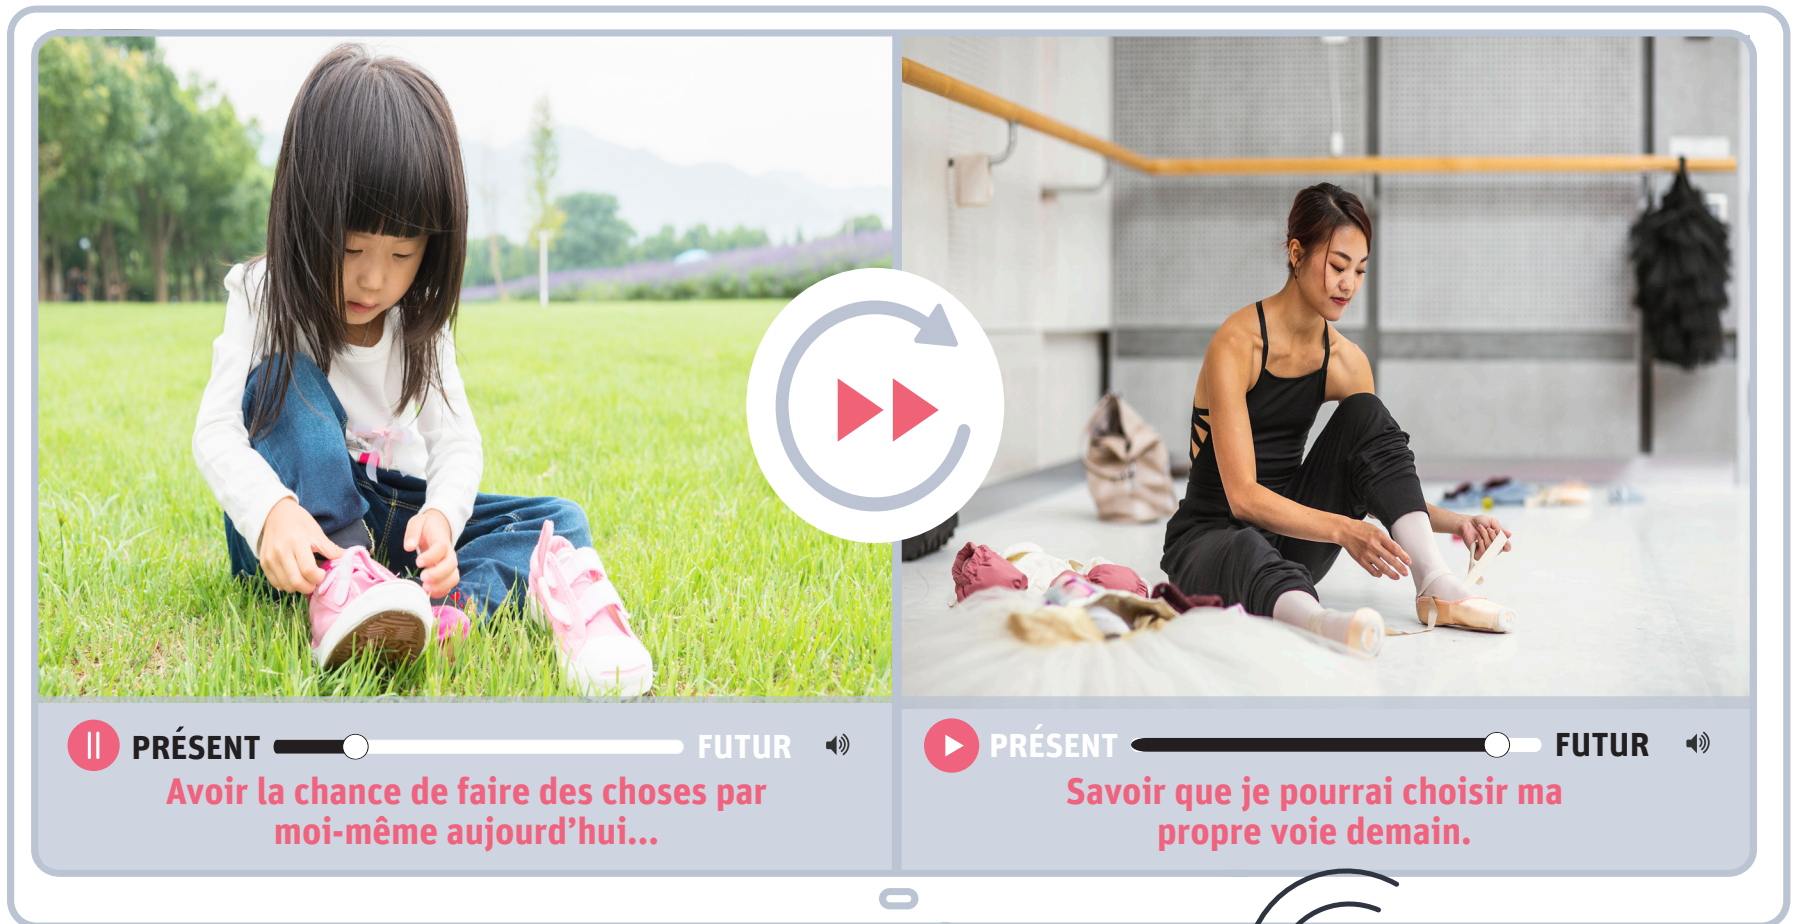 PRÉSENT
FUTUR
Avoir la chance de faire des choses par
moi-même aujourd’hui...
PRÉSENT
FUTUR
Savoir que je pourrai choisir ma
propre voie demain.